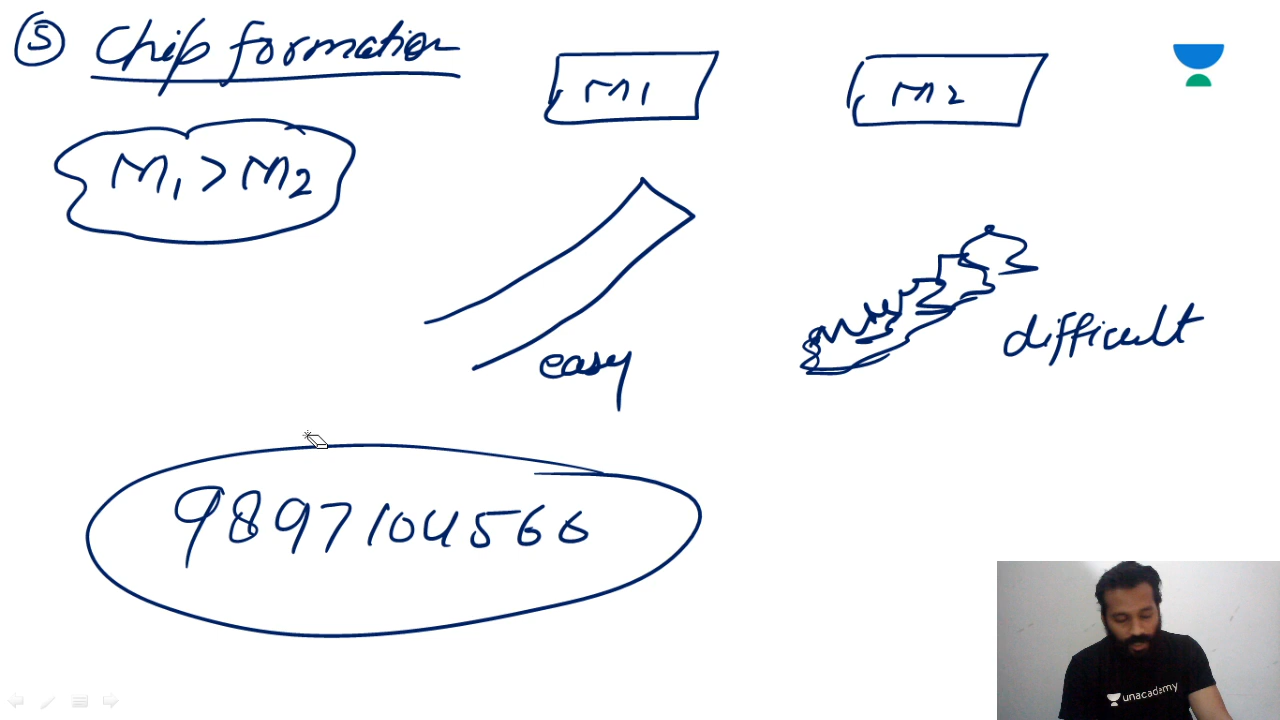 ⑤ Chip formation
M1 M2
M1 > M2
easy
difficult
9897104566
unacademy